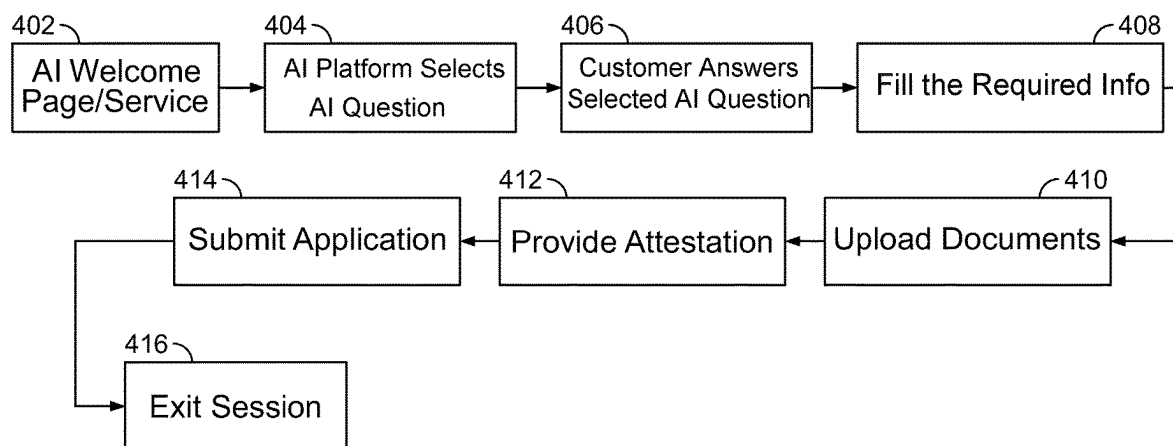 402
AI Welcome
Page/Service
404
AI Platform Selects
AI Question
406
Customer Answers
Selected AI Question
408
Fill the Required Info
414
Submit Application
412
Provide Attestation
410
Upload Documents
416
Exit Session